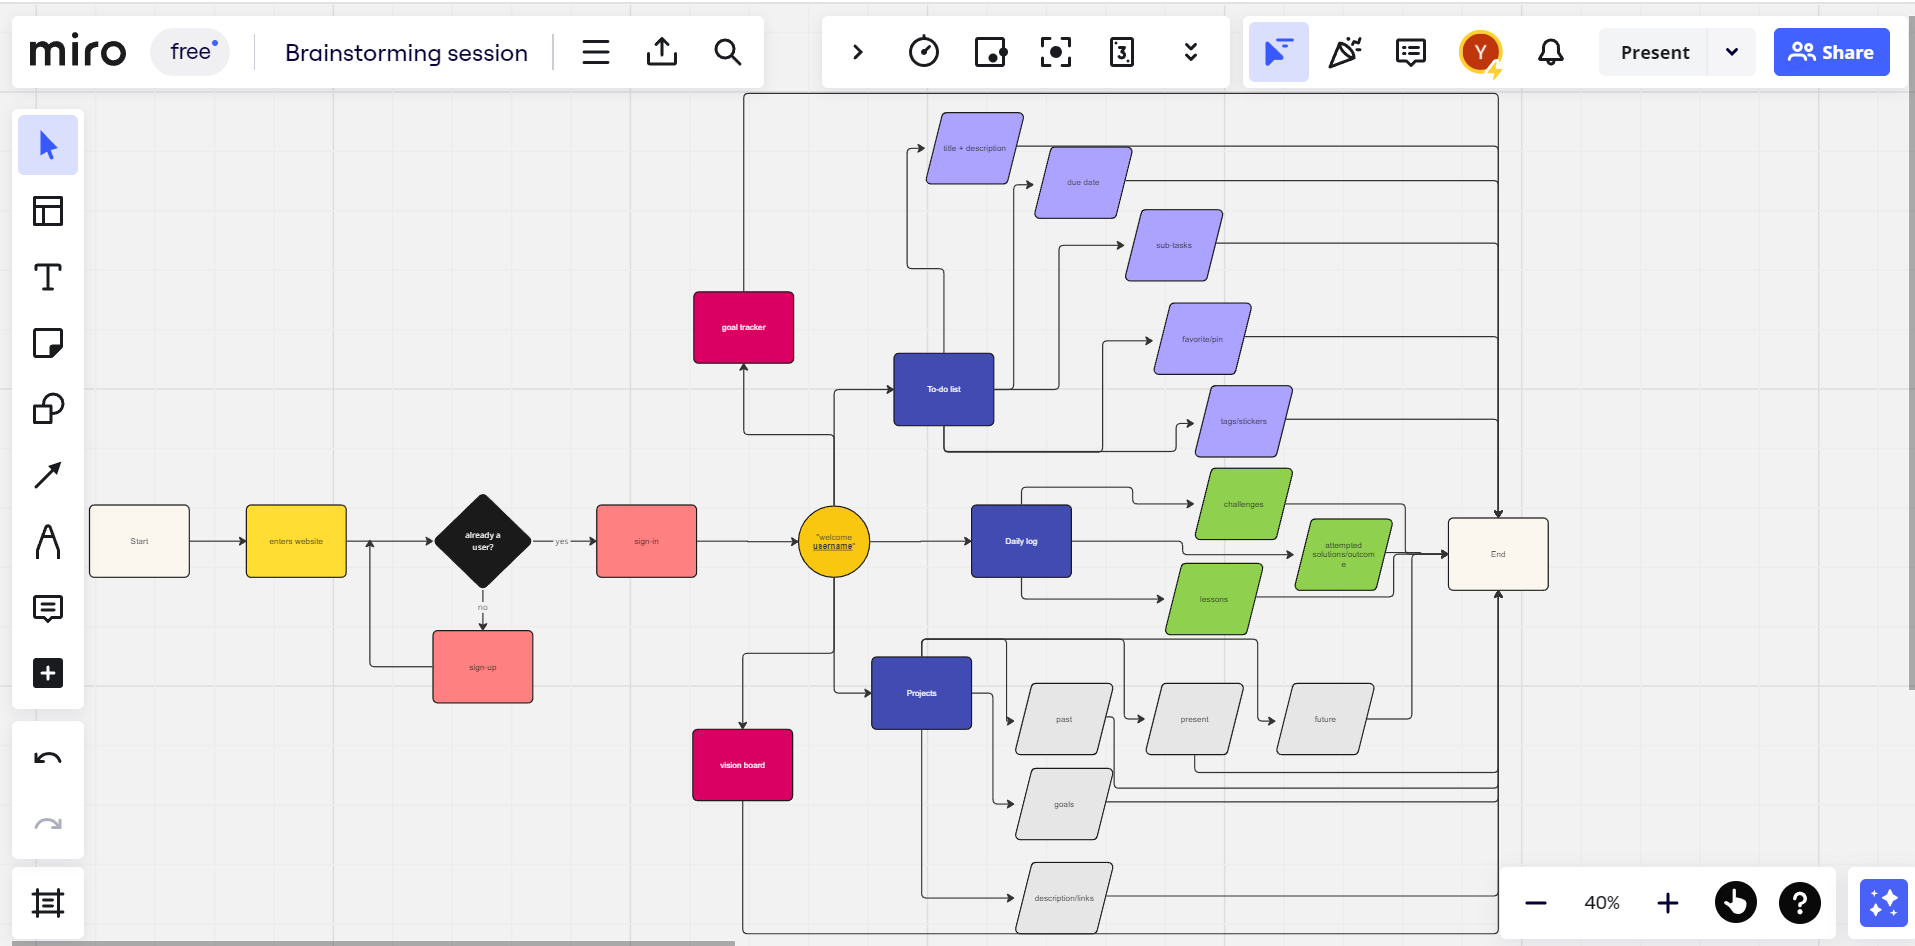 miro
free
Brainstorming session
3
Y
Present
Share
title + description
due date
sub-tasks
goal tracker
favorite/pin
To-do list
tags/stickers
challenges
Start
enters website
already a
user?
yes
sign-in
"welcome
username"
Daily log
attempted
solutions/outcom
e
End
no
lessons
sign-up
Projects
past
present
future
vision board
goals
description/links
40%
?